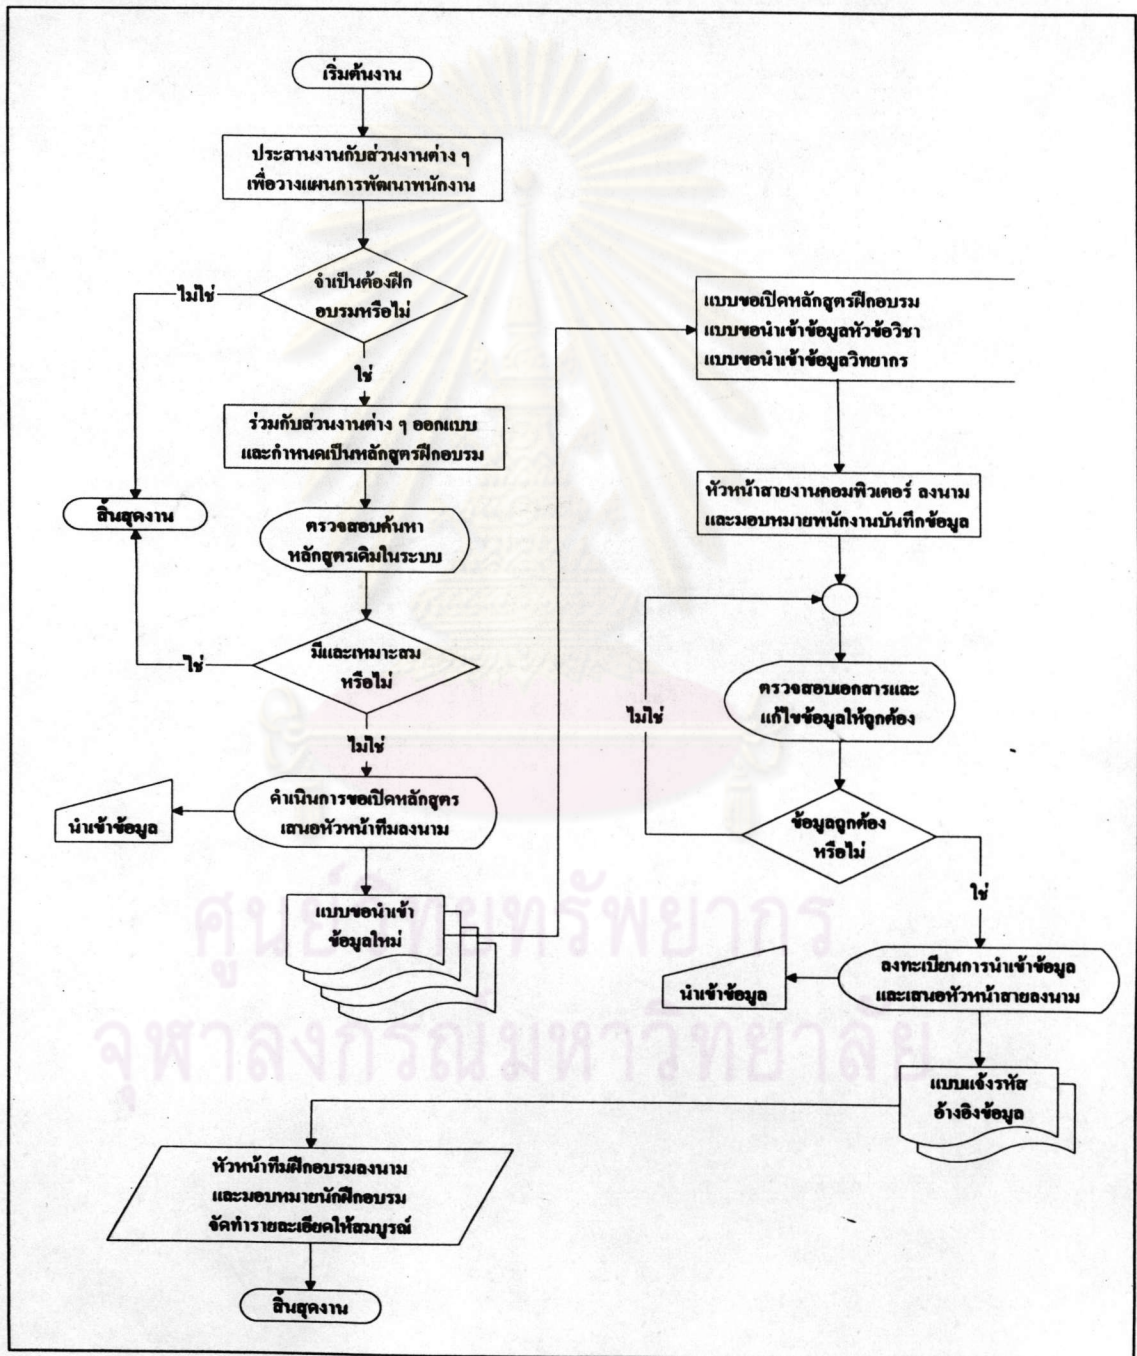 เริ่มต้นงาน
ประสานงานกับส่วนงานต่าง ๆ
เพื่อวางแผนการพัฒนาพนักงาน
จำเป็นต้องฝึก
อบรมหรือไม่
ไม่ใช่
ใช่
ร่วมกับส่วนงานต่าง ๆ ออกแบบ
และกำหนดเป็นหลักสูตรฝึกอบรม
สิ้นสุดงาน
ตรวจสอบค้นหา
หลักสูตรเดิมในระบบ
มีและเหมาะสม
หรือไม่
ใช่
ไม่ใช่
ดำเนินการขอเปิดหลักสูตร
เสนอหัวหน้าทีมลงนาม
นำเข้าข้อมูล
แบบขอนำเข้า
ข้อมูลใหม่
แบบขอเปิดหลักสูตรฝึกอบรม
แบบขอนำเข้าข้อมูลหัวข้อวิชา
แบบขอนำเข้าข้อมูลวิทยากร
หัวหน้าสายงานคอมพิวเตอร์ ลงนาม
และมอบหมายพนักงานบันทึกข้อมูล
ตรวจสอบเอกสารและ
แก้ไขข้อมูลให้ถูกต้อง
ไม่ใช่
ข้อมูลถูกต้อง
หรือไม่
ใช่
ลงทะเบียนการนำเข้าข้อมูล
และเสนอหัวหน้าสายลงนาม
นำเข้าข้อมูล
แบบแจ้งรหัส
อ้างอิงข้อมูล
หัวหน้าทีมฝึกอบรมลงนาม
และมอบหมายนักฝึกอบรม
จัดทำรายละเอียดให้สมบูรณ์
สิ้นสุดงาน
ศูนย์วิทยทรัพยากร
จุฬาลงกรณ์มหาวิทยาลัย